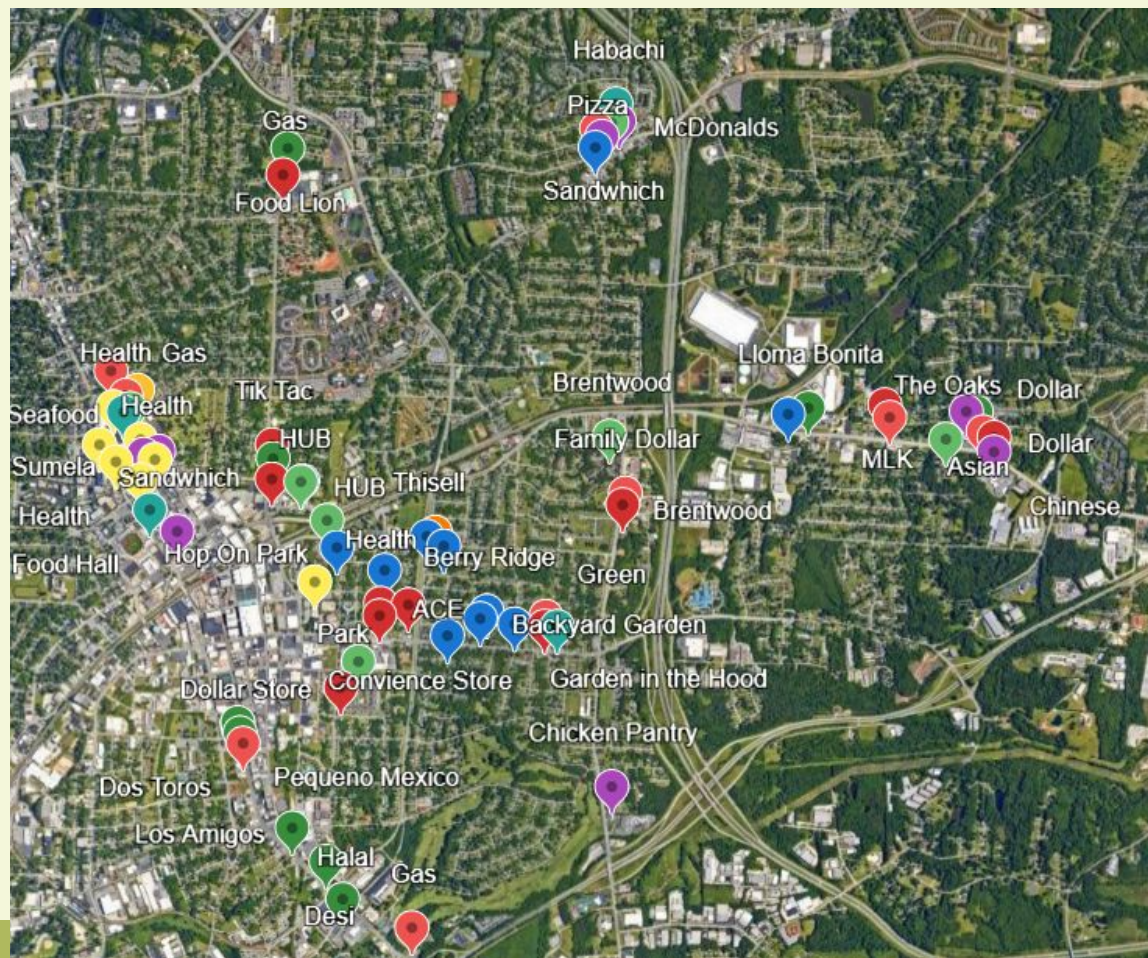 Habachi
Pizza
McDonalds
Gas
Sandwhich
Food Lion
Health Gas
Lloma Bonita
Tik Tac
Brentwood
The Oaks
Dollar
Seafood
Health
HUB
Family Dollar
Dollar
Sumela
Sandwhich
MLK
Asian
HUB
Thisell
Chinese
Health
Brentwood
Hop On Park
Health
Berry Ridge
Food Hall
Green
ACE
Backyard Garden
Park
Convience Store
Garden in the Hood
Dollar Store
Chicken Pantry
Pequeno Mexico
Dos Toros
Los Amigos
Halal
Gas
Desi